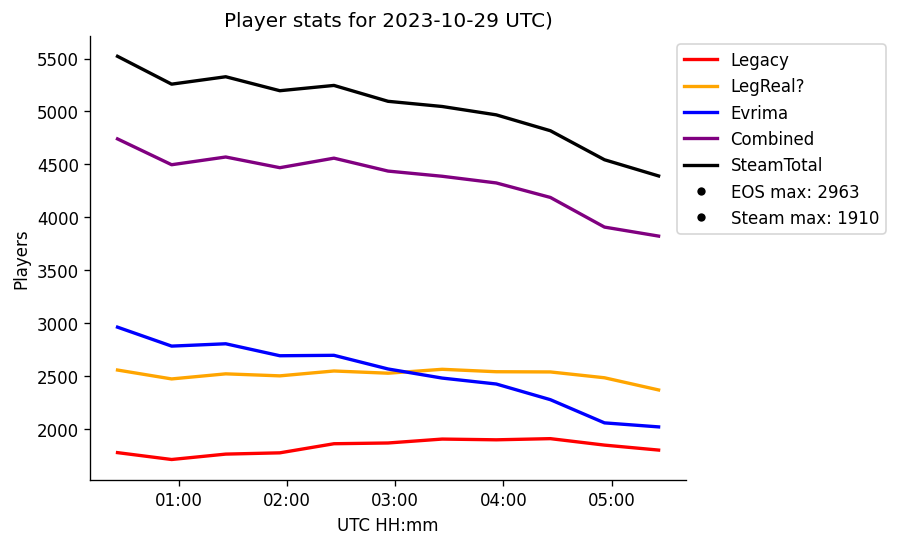 Player stats for 2023-10-29 UTC)
Legacy
LegReal?
Evrima
Combined
SteamTotal
EOS max: 2963
Steam max: 1910
Players
5500
5000
4500
4000
3500
3000
2500
2000
01:00 02:00 03:00 04:00 05:00
UTC HH:mm